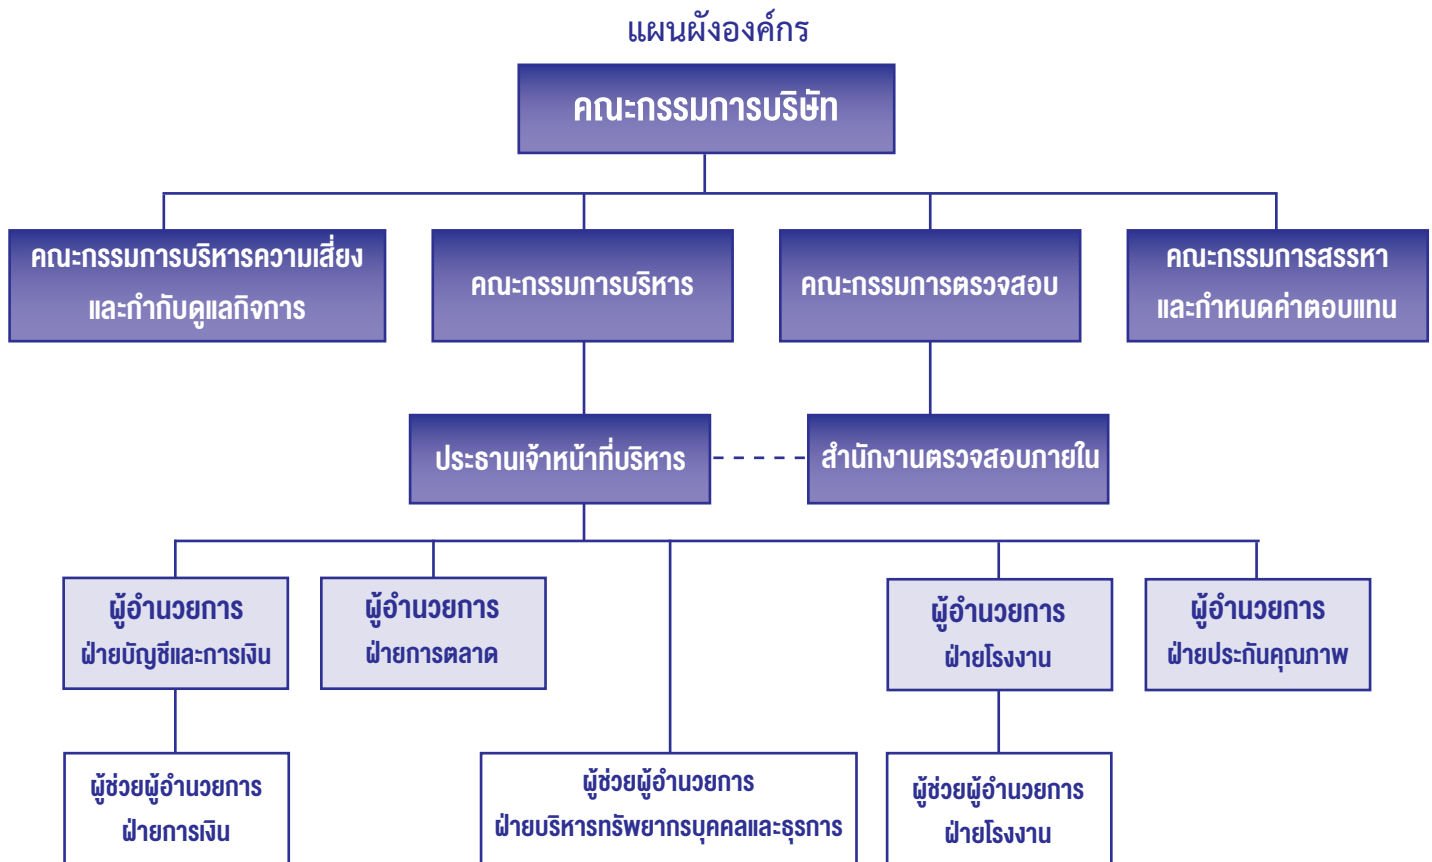 แผนผังองค์กร
คณะกรรมการบริษัท
คณะกรรมการบริหารความเสี่ยง
และกำกับดูแลกิจการ
คณะกรรมการบริหาร
คณะกรรมการตรวจสอบ
คณะกรรมการสรรหา
และกำหนดค่าตอบแทน
ประธานเจ้าหน้าที่บริหาร
สำนักงานตรวจสอบภายใน
ผู้อำนวยการ
ฝ่ายบัญชีและการเงิน
ผู้อำนวยการ
ฝ่ายการตลาด
ผู้อำนวยการ
ฝ่ายโรงงาน
ผู้อำนวยการ
ฝ่ายประกันคุณภาพ
ผู้ช่วยผู้อำนวยการ
ฝ่ายการเงิน
ผู้ช่วยผู้อำนวยการ
ฝ่ายบริหารทรัพยากรบุคคลและธุรการ
ผู้ช่วยผู้อำนวยการ
ฝ่ายโรงงาน